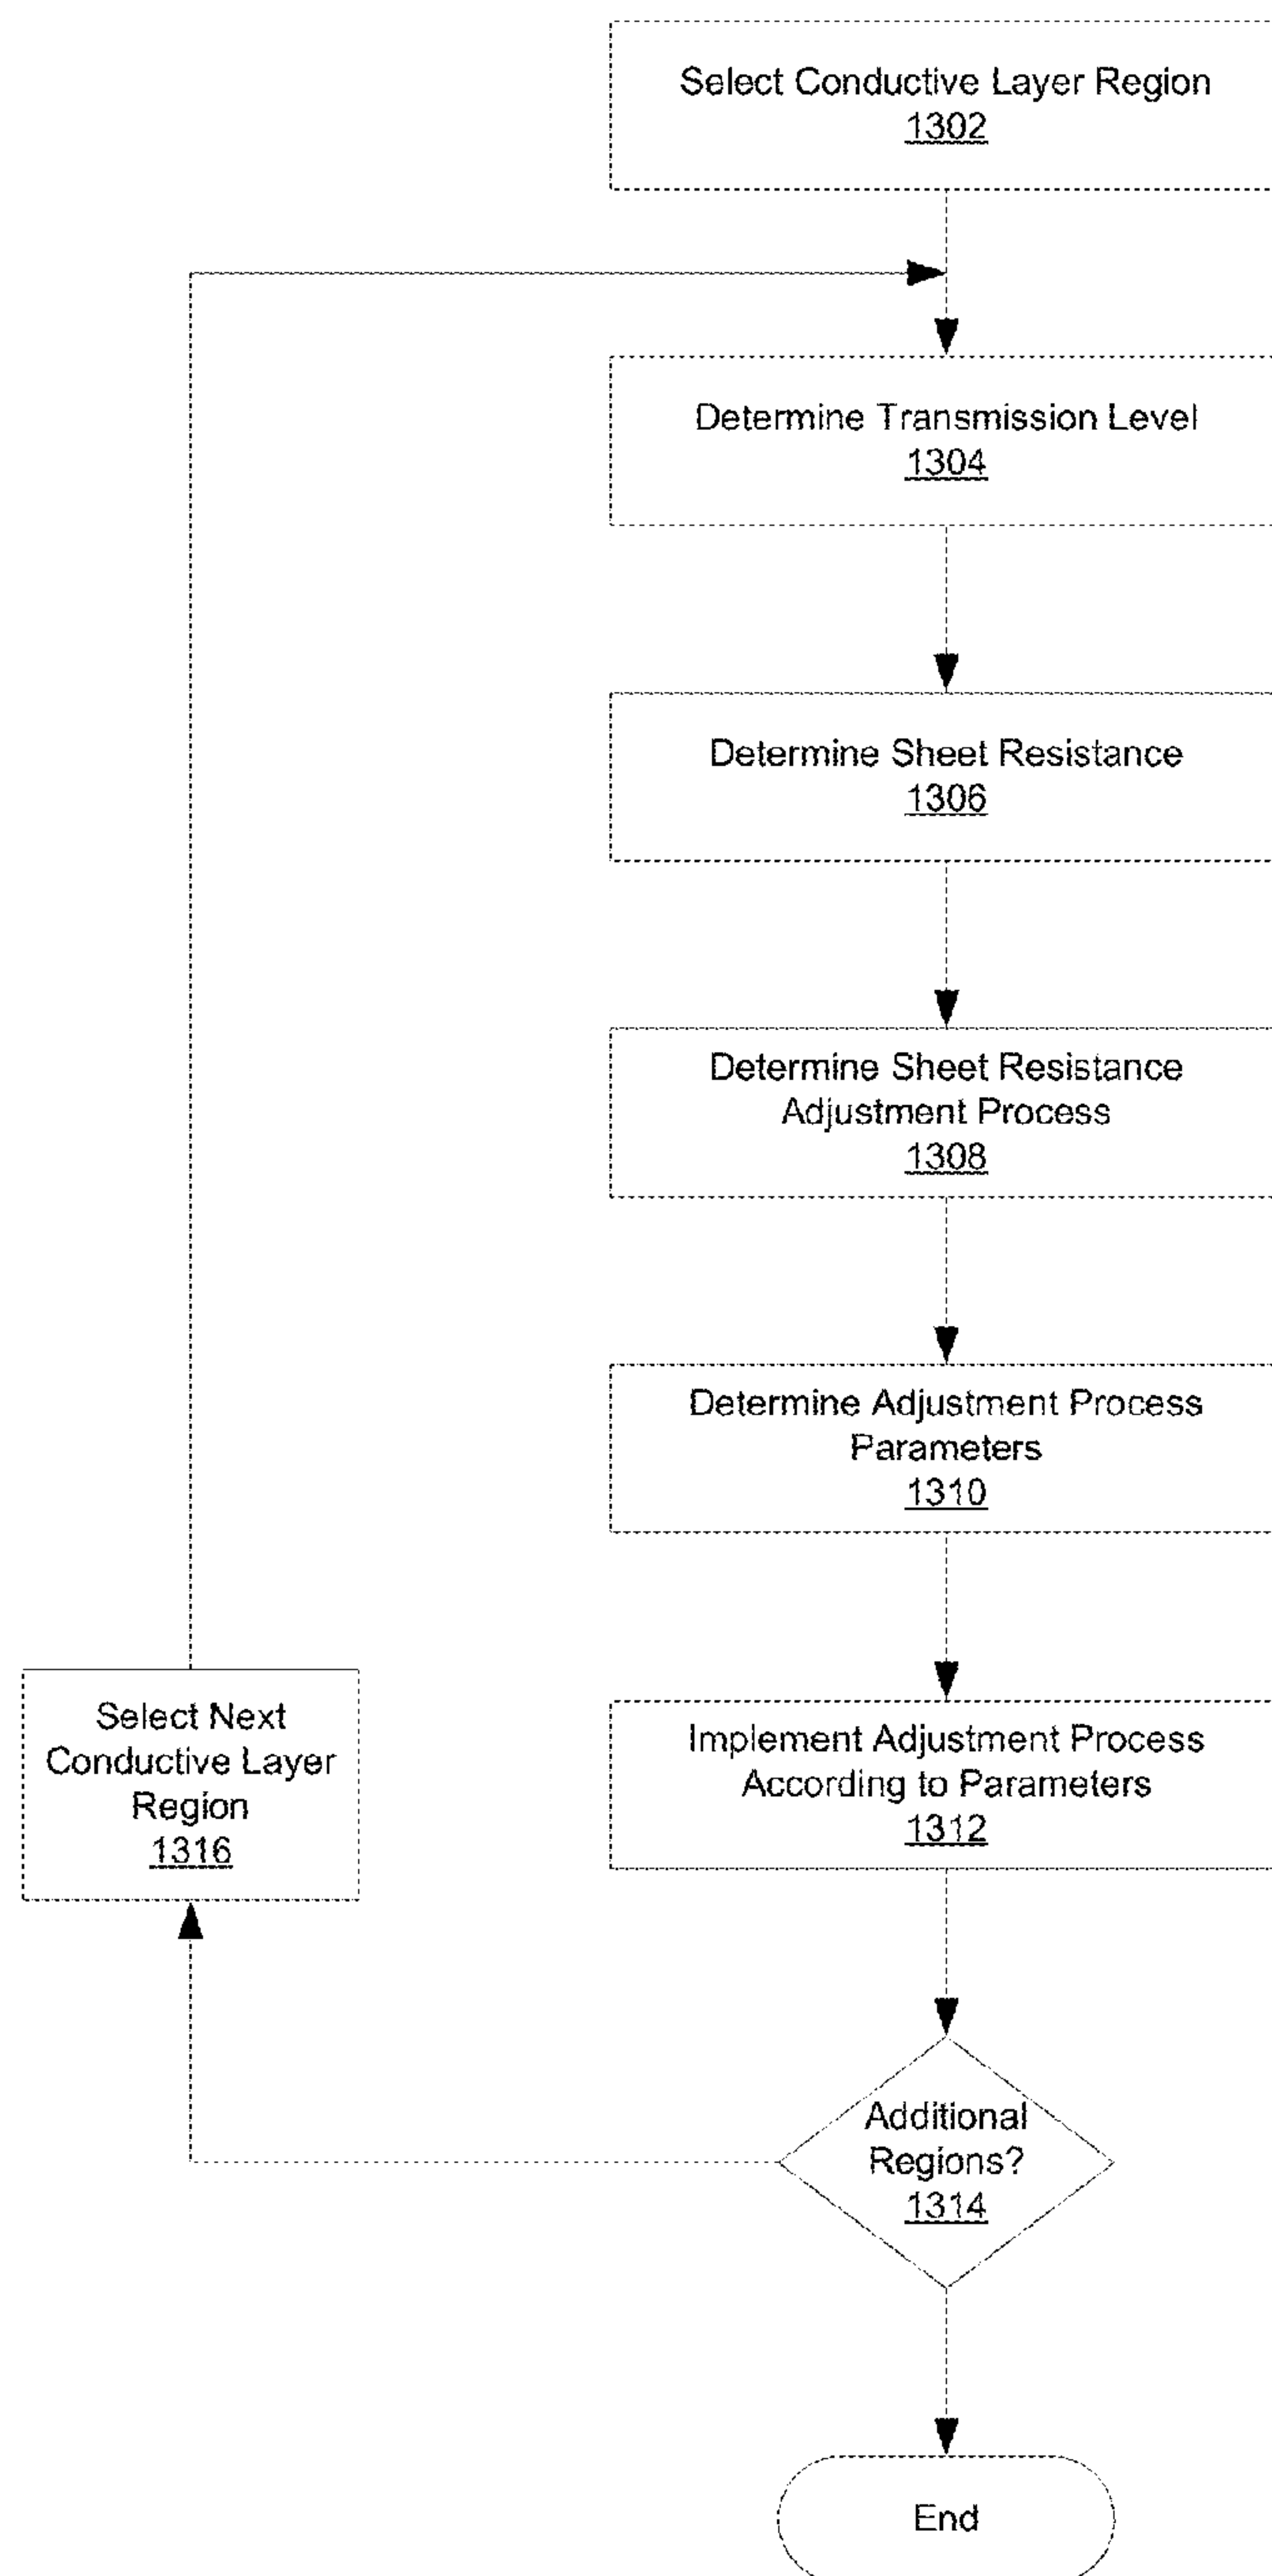 Select Conductive Layer Region
1302
Determine Transmission Level
1304
Determine Sheet Resistance
1306
Determine Sheet Resistance
Adjustment Process
1308
Determine Adjustment Process
Parameters
1310
Implement Adjustment Process
According to Parameters
1312
Select Next
Conductive Layer
Region
1316
Additional
Regions?
1314
End